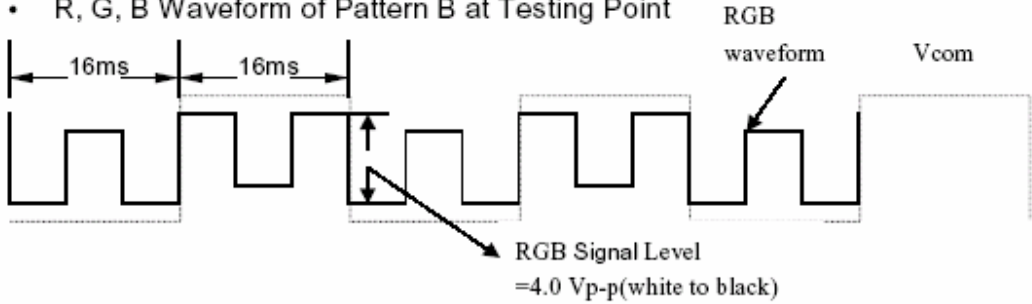 • R, G, B Waveform of Pattern B at Testing Point
RGB
waveform
Vcom
16ms
16ms
RGB Signal Level
=4.0 Vp-p(white to black)